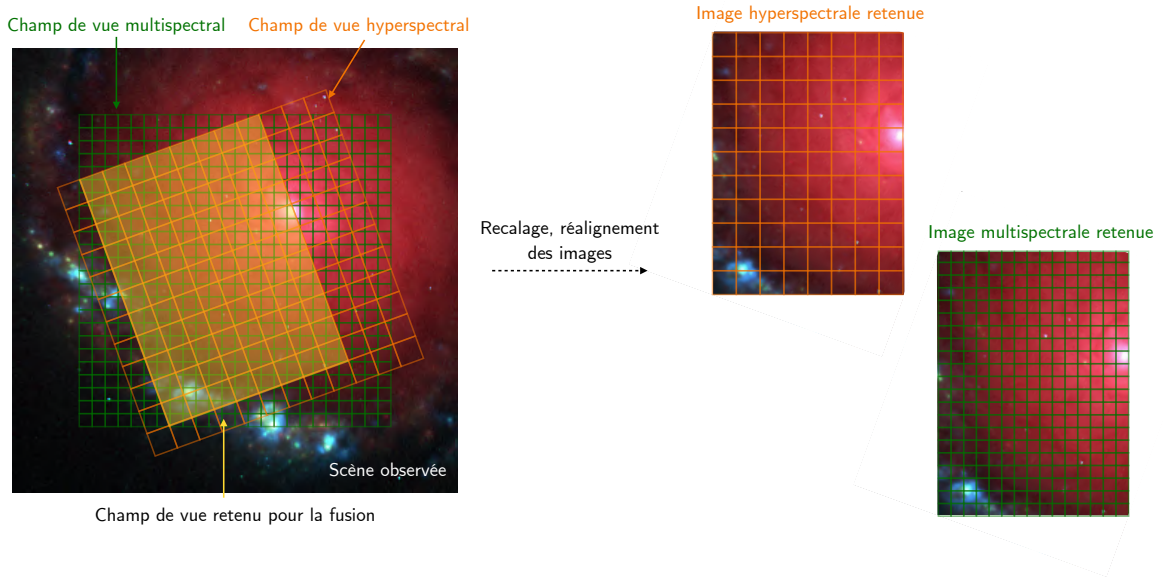 Champ de vue multispectral
Champ de vue hyperspectral
Image hyperspectrale retenue
Recalage, réalignement
des images
Image multispectrale retenue
Scène observée
Champ de vue retenu pour la fusion